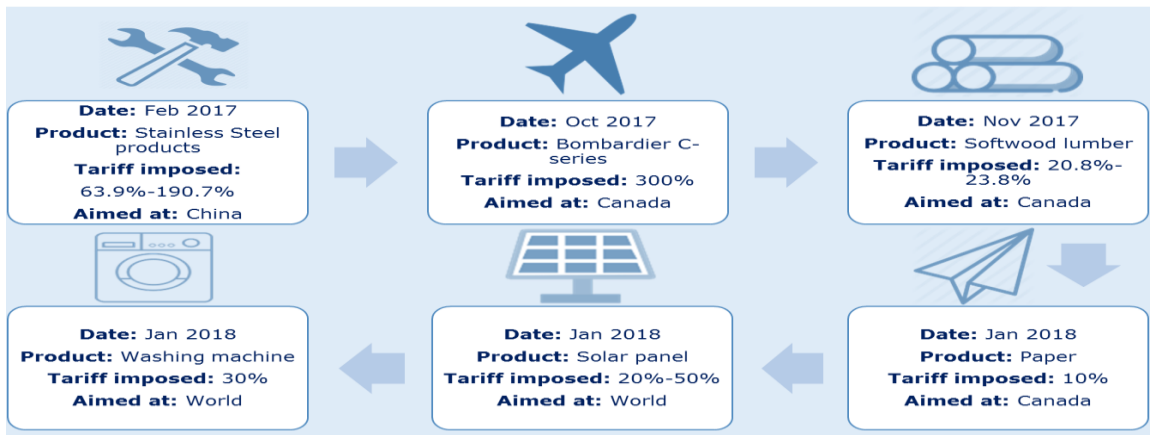 Date: Feb 2017
Product: Stainless Steel
products
Tariff imposed:
63.9%-190.7%
Aimed at: China
Date: Oct 2017
Product: Bombardier C-
series
Tariff imposed: 300%
Aimed at: Canada
Date: Nov 2017
Product: Softwood lumber
Tariff imposed: 20.8%-
23.8%
Aimed at: Canada
Date: Jan 2018
Product: Paper
Tariff imposed: 10%
Aimed at: Canada
Date: Jan 2018
Product: Solar panel
Tariff imposed: 20%-50%
Aimed at: World
Date: Jan 2018
Product: Washing machine
Tariff imposed: 30%
Aimed at: World